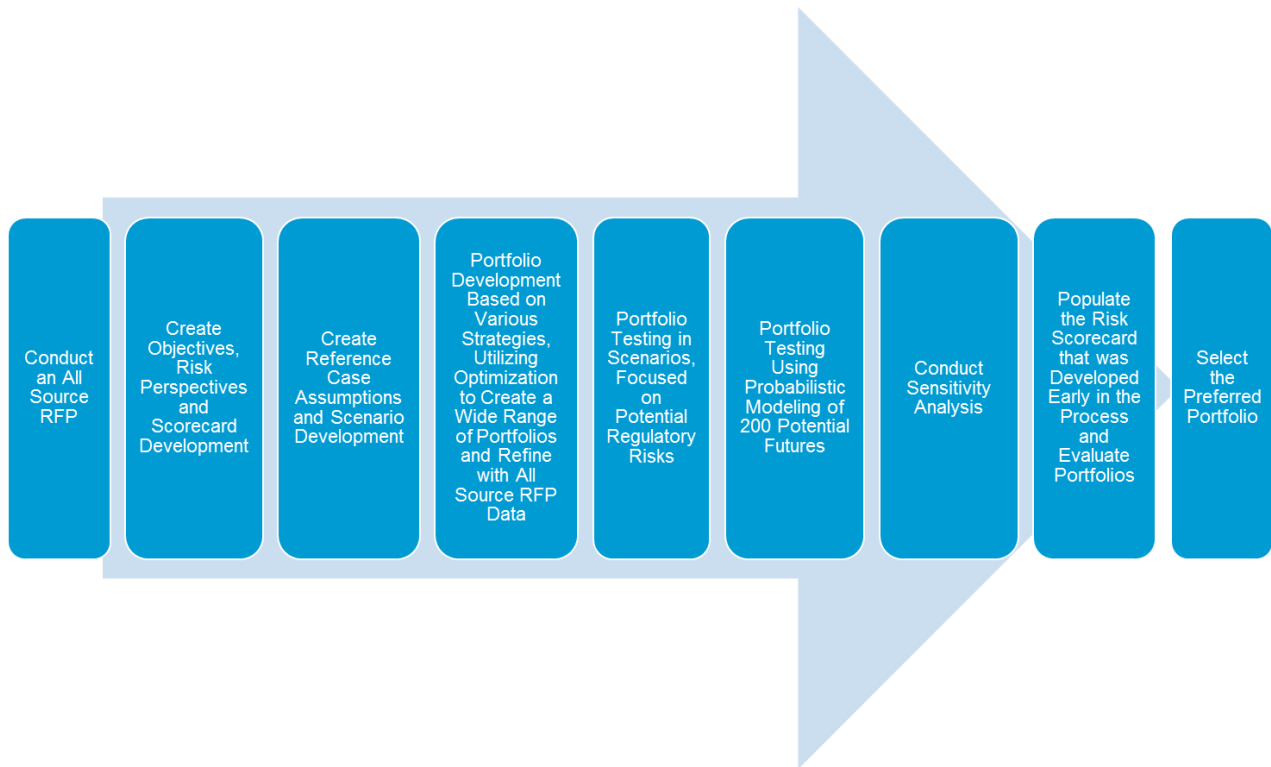 Conduct
an All
Source
RFP
Create
Objectives,
Risk
Perspectives
and
Scorecard
Development
Create
Reference
Case
Assumptions
and Scenario
Development
Portfolio
Development
Based on
Various
Strategies,
Utilizing
Optimization
to Create a
Wide Range
of Portfolios
and Refine
with All
Source RFP
Data
Portfolio
Testing in
Scenarios,
Focused
on
Potential
Regulatory
Risks
Portfolio
Testing
Using
Probabilistic
Modeling of
200 Potential
Futures
Conduct
Sensitivity
Analysis
Populate
the Risk
Scorecard
that was
Developed
Early in the
Process
and
Evaluate
Portfolios
Select
the
Preferred
Portfolio